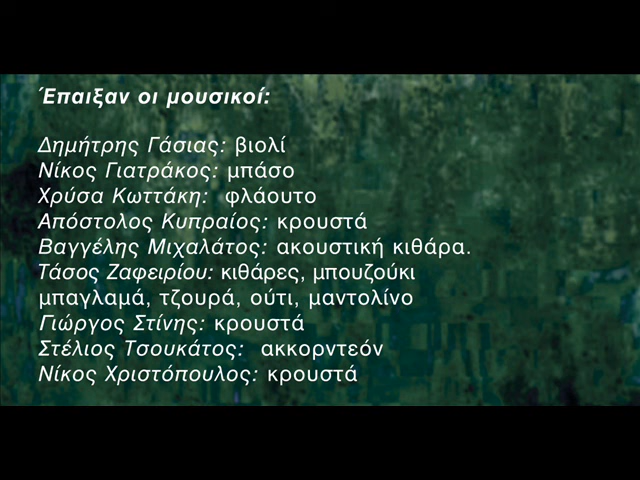 Έπαιξαν οι μουσικοί:
Δημήτρης Γάσιας: βιολί
Νίκος Γιατράκος: μπάσο
Χρύσα Κωττάκη: φλάουτο
Απόστολος Κυπραίος: κρουστά
Βαγγέλης Μιχαλάτος: ακουστική κιθάρα.
Τάσος Ζαφειρίου: κιθάρες, μπουζούκι
μπαγλαμά, τζουρά, ούτι, μαντολίνο
Γιώργος Στίνης: κρουστά
Στέλιος Τσουκάτος: ακκορντεόν
Νίκος Χριστόπουλος: κρουστά